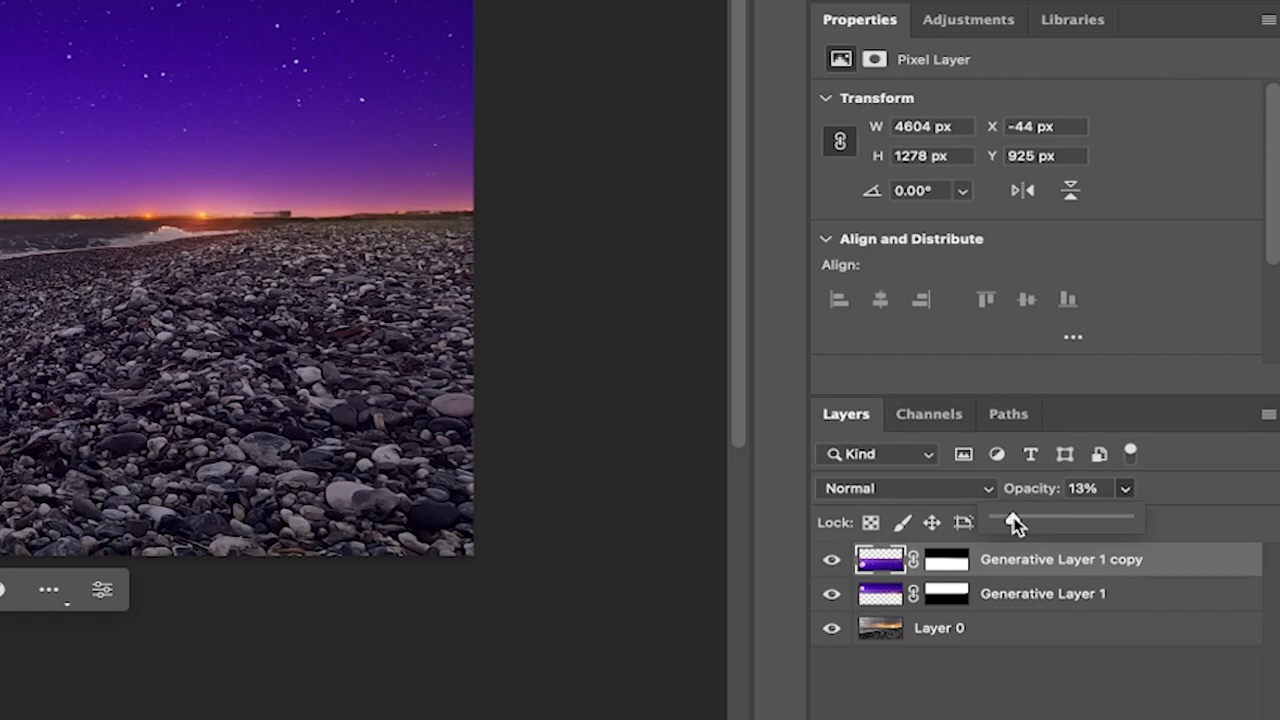 Properties Adjustments Libraries
Pixel Layer
Transform
W 4604 px X -44 px
H 1278 px Y 925 px
0.00°
Align and Distribute
Align:
Layers Channels Paths
Kind
Normal Opacity: 13%
Lock:
Generative Layer 1 copy
Generative Layer 1
Layer 0